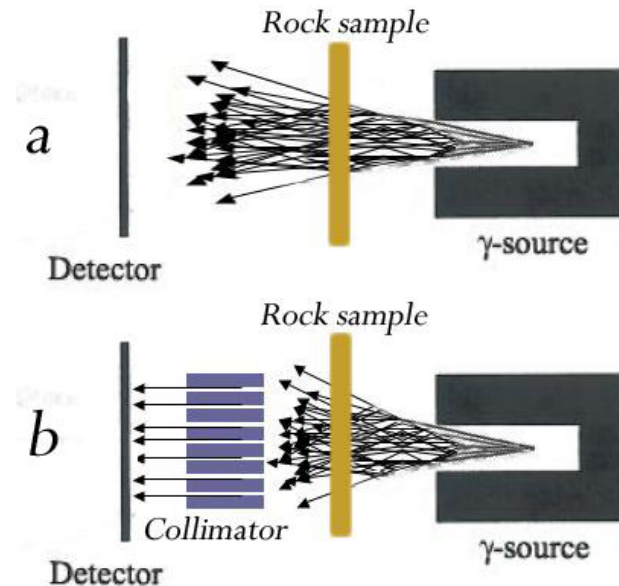 Rock sample
a
Detector
γ-source
Rock sample
b
Collimator
Detector
γ-source